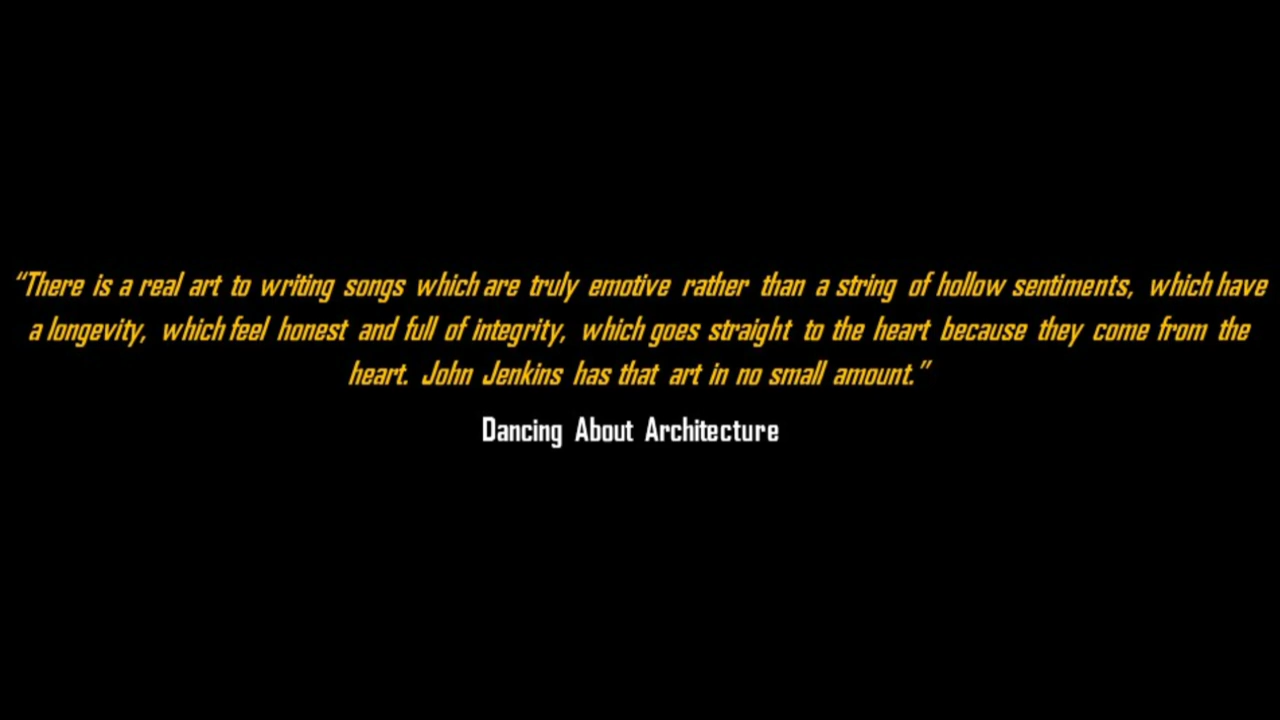 “There is a real art to writing songs which are truly emotive rather than a string of hollow sentiments, which have
a longevity, which feel honest and full of integrity, which goes straight to the heart because they come from the
heart. John Jenkins has that art in no small amount.”
Dancing About Architecture